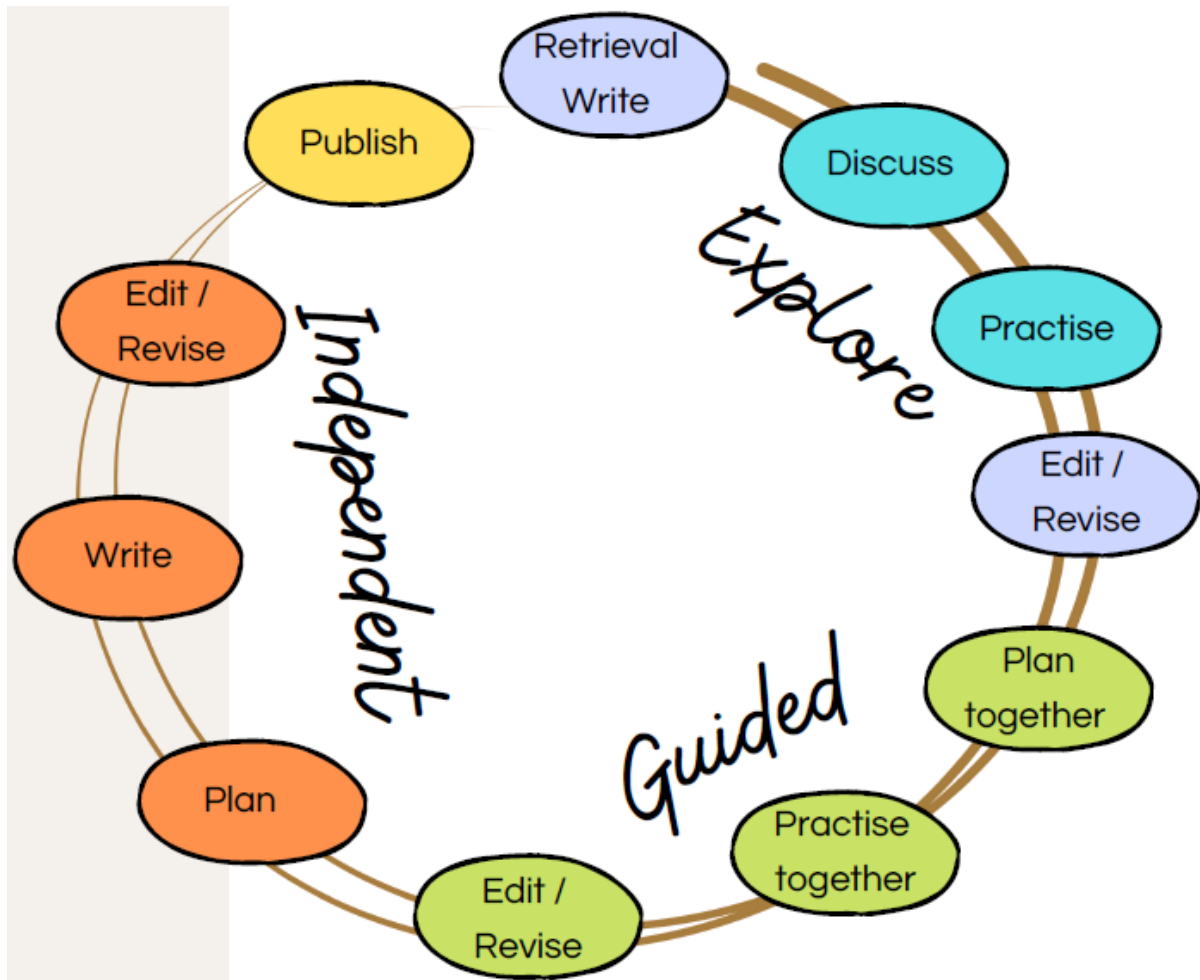 Retrieval
Write
Discuss
Explore
Practise
Edit /
Revise
Plan
together
Guided
Practise
together
Edit /
Revise
Plan
Write
Independent
Edit /
Revise
Publish